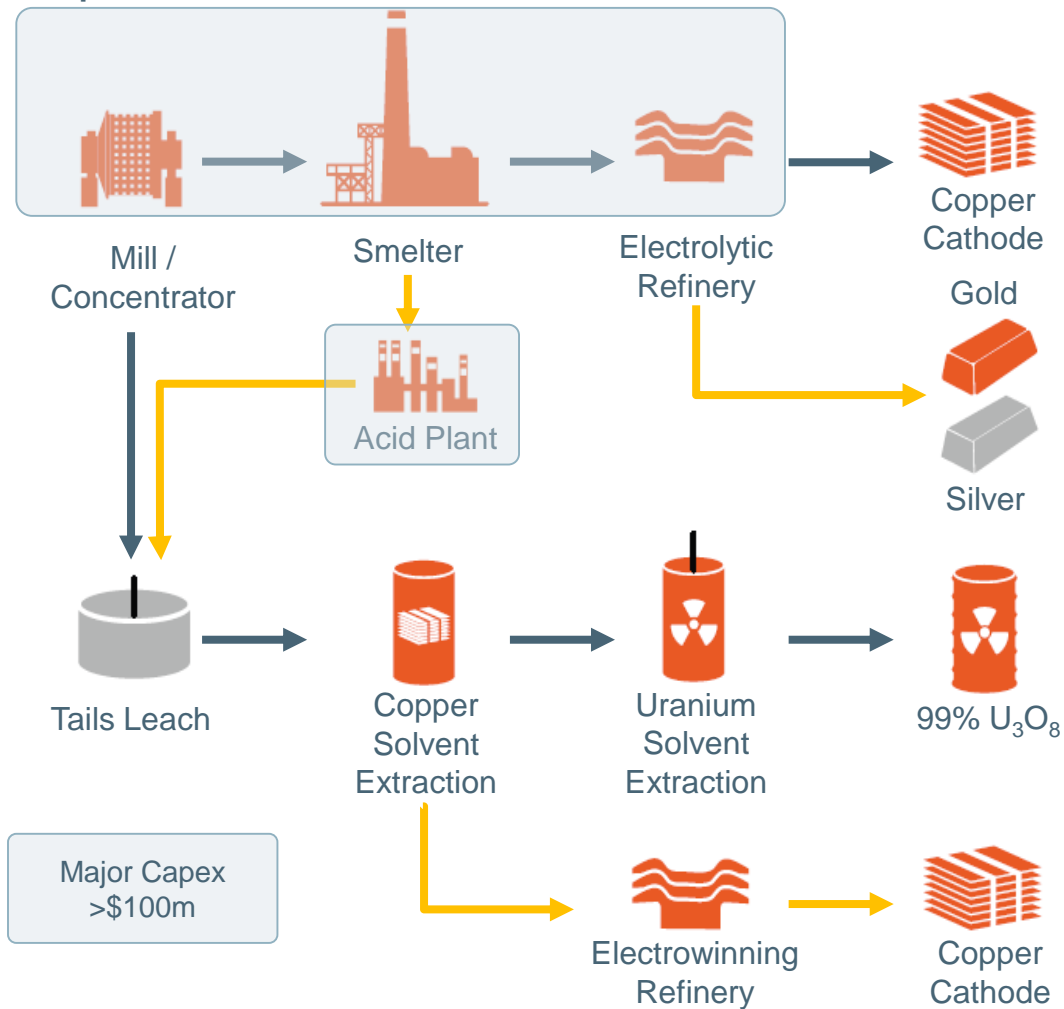 Mill /
Concentrator
Smelter
Electrolytic
Refinery
Copper
Cathode
Gold
Silver
Acid Plant
Tails Leach
Copper
Solvent
Extraction
Uranium
Solvent
Extraction
99% U₃O₈
Major Capex
>$100m
Electrowinning
Refinery
Copper
Cathode